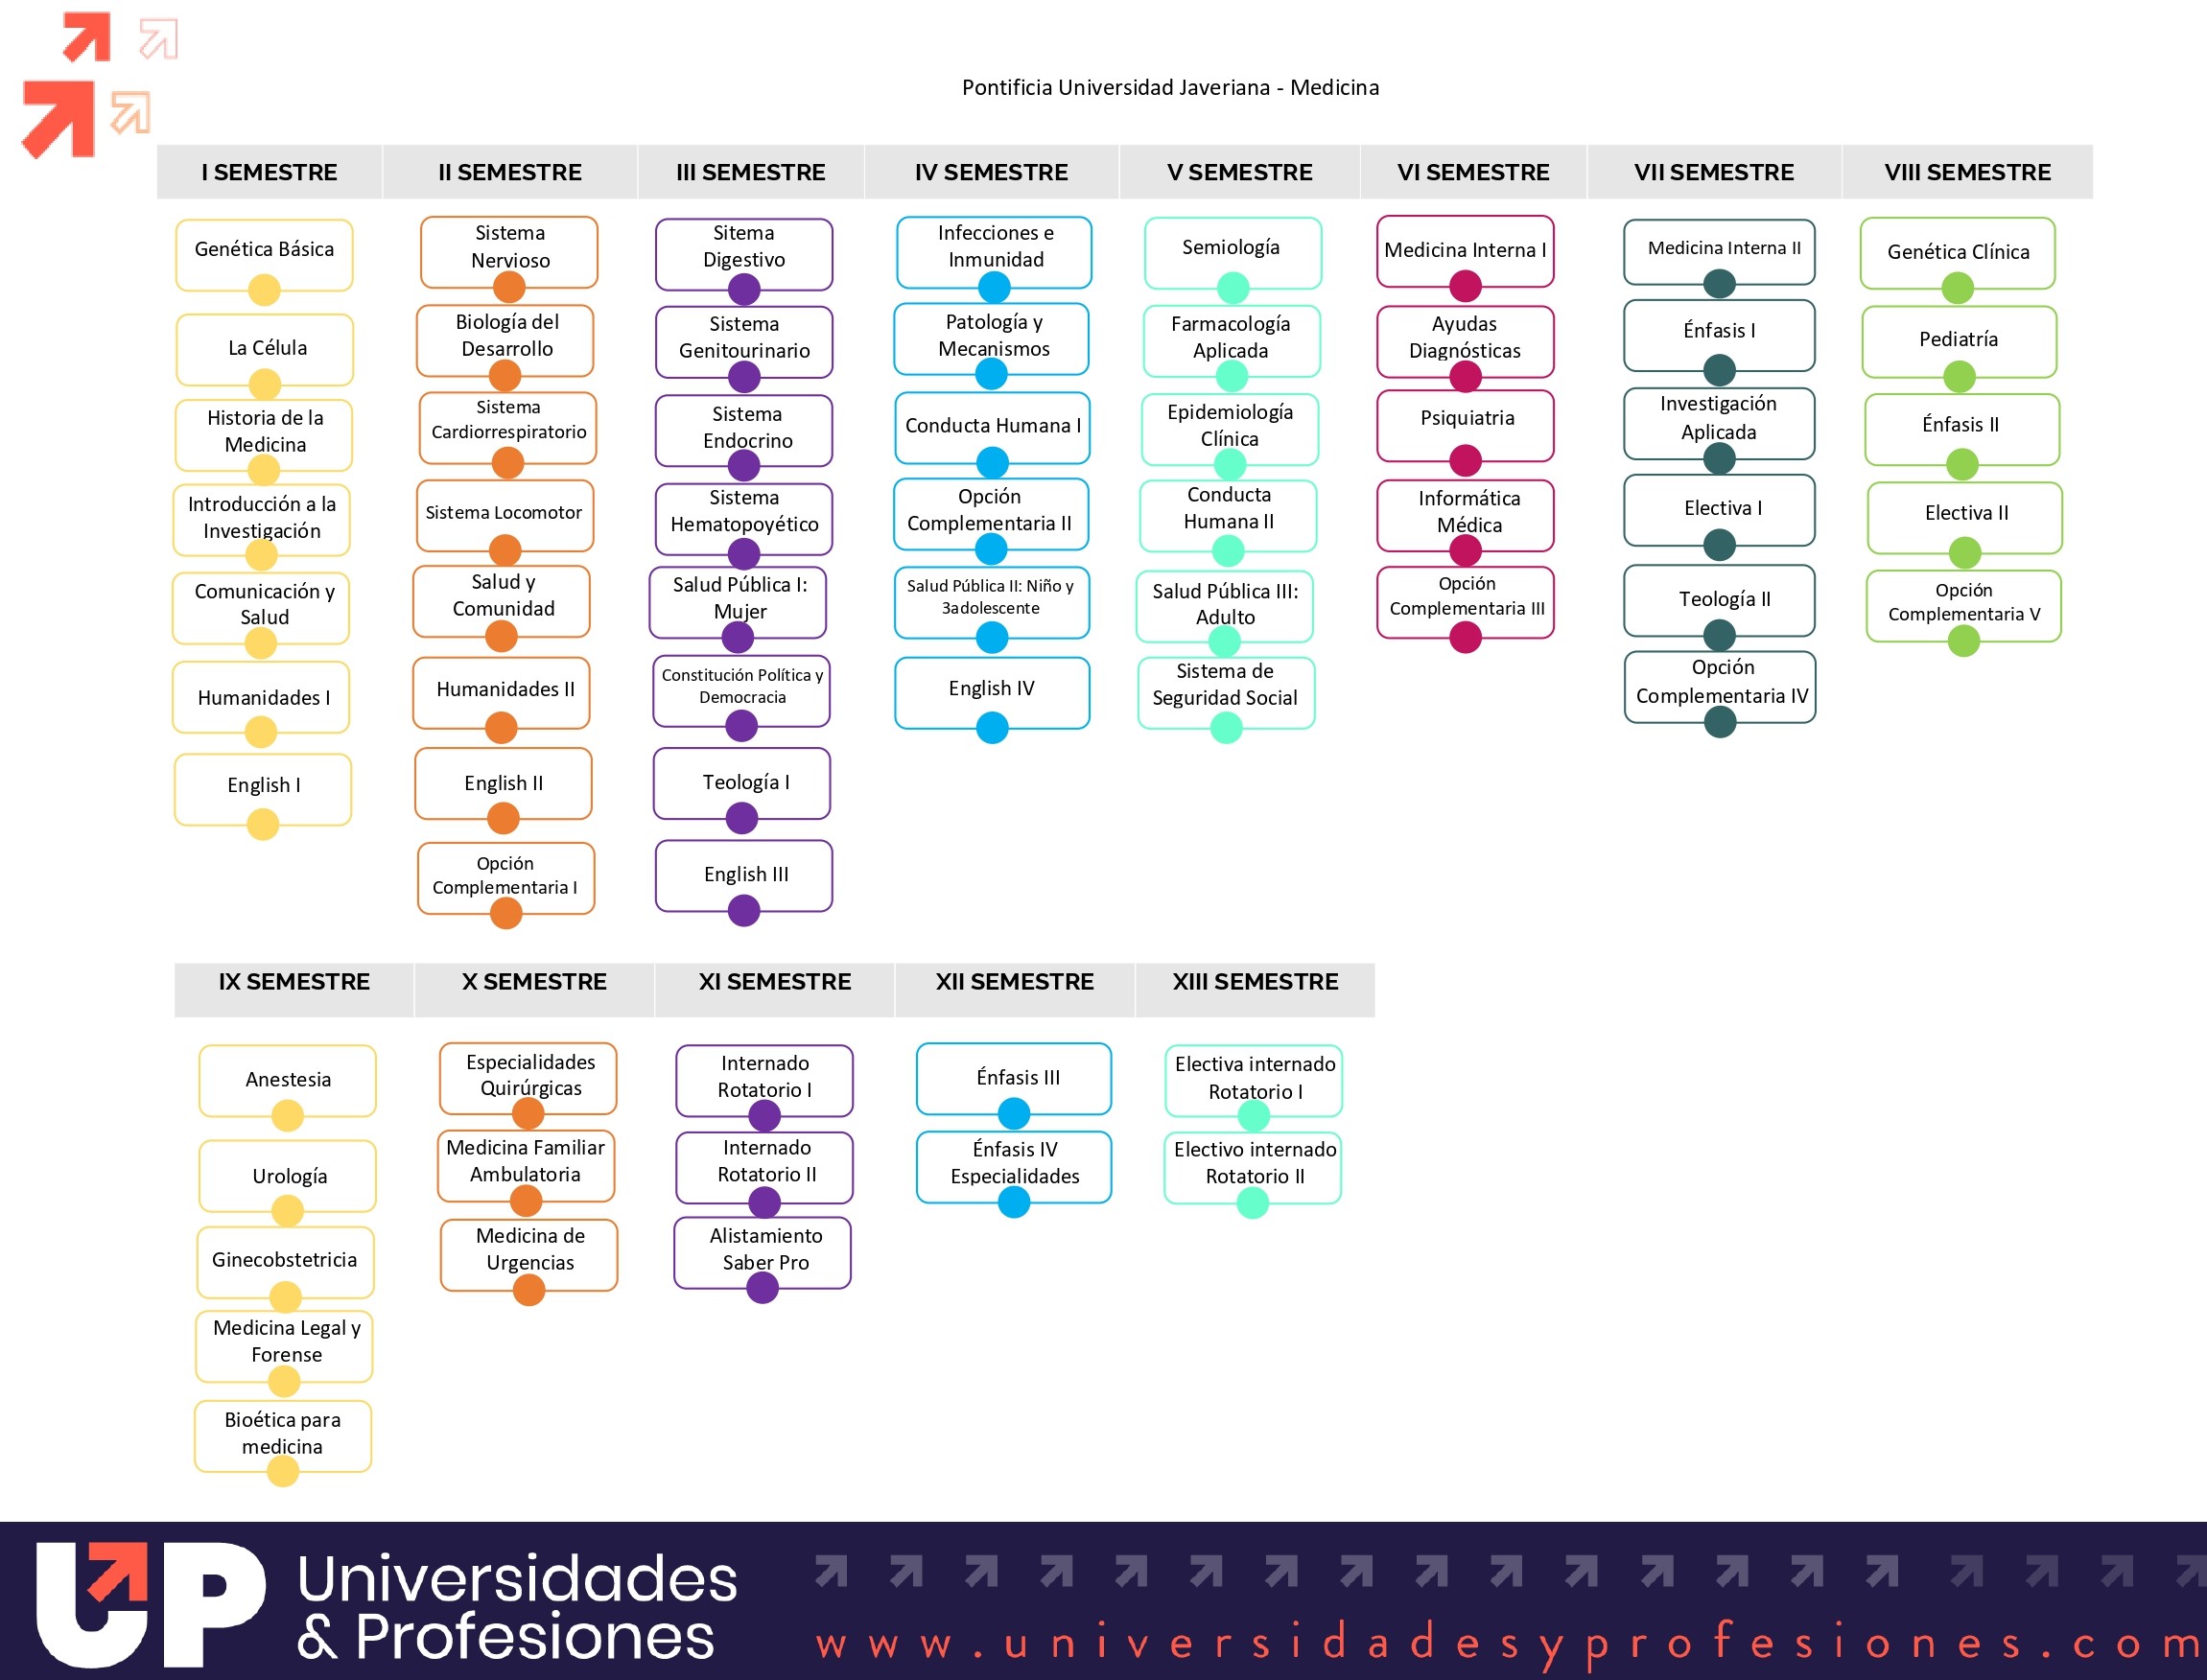 Pontificia Universidad Javeriana - Medicina
I SEMESTRE
II SEMESTRE
III SEMESTRE
IV SEMESTRE
V SEMESTRE
VI SEMESTRE
VII SEMESTRE
VIII SEMESTRE
Genética Básica
La Célula
Historia de la
Medicina
Introducción a la
Investigación
Comunicación y
Salud
Humanidades I
English I
Sistema
Nervioso
Biología del
Desarrollo
Sistema
Cardiorrespiratorio
Sistema Locomotor
Salud y
Comunidad
Humanidades II
English II
Opción
Complementaria I
Sitema
Digestivo
Sistema
Genitourinario
Sistema
Endocrino
Sistema
Hematopoyético
Salud Pública I:
Mujer
Constitución Política y
Democracia
Teología I
English III
Infecciones e
Inmunidad
Patología y
Mecanismos
Conducta Humana I
Opción
Complementaria II
Salud Pública II: Niño y
3adolescente
English IV
Semiología
Farmacología
Aplicada
Epidemiología
Clínica
Conducta
Humana II
Salud Pública III:
Adulto
Sistema de
Seguridad Social
Medicina Interna I
Ayudas
Diagnósticas
Psiquiatria
Informática
Médica
Opción
Complementaria III
Medicina Interna II
Énfasis I
Investigación
Aplicada
Electiva I
Teología II
Opción
Complementaria IV
Genética Clínica
Pediatría
Énfasis II
Electiva II
Opción
Complementaria V
IX SEMESTRE
X SEMESTRE
XI SEMESTRE
XII SEMESTRE
XIII SEMESTRE
Anestesia
Urología
Ginecobstetricia
Medicina Legal y
Forense
Bioética para
medicina
Especialidades
Quirúrgicas
Medicina Familiar
Ambulatoria
Medicina de
Urgencias
Internado
Rotatorio I
Internado
Rotatorio II
Alistamiento
Saber Pro
Énfasis III
Énfasis IV
Especialidades
Electiva internado
Rotatorio I
Electivo internado
Rotatorio II
UP
Universidades
& Profesiones
www.universidadesyprofesiones.com